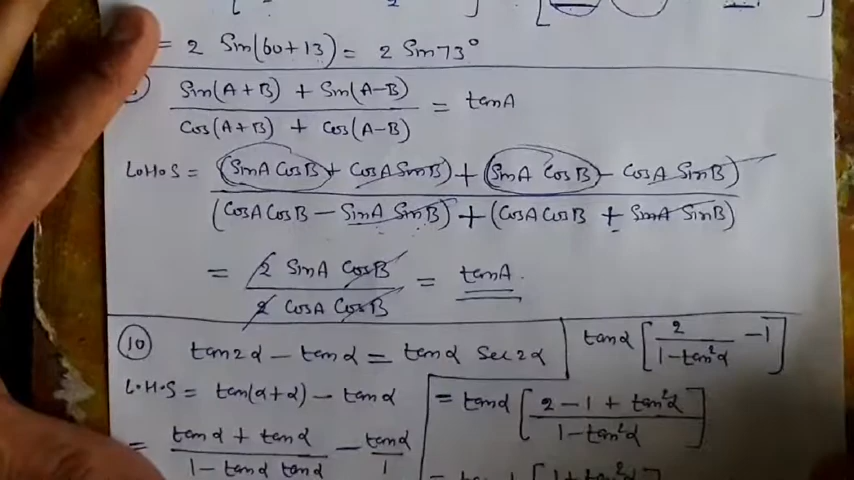 = 2 Sin(60+13) = 2 Sin73°
Sin(A+B) + Sin(A-B) / Cos(A+B) + Cos(A-B) = tanA
L.H.S = (SinA CosB + CosA SinB) + (SinA CosB - CosA SinB) / (CosA CosB - SinA SinB) + (CosA CosB + SinA SinB)
= 2 SinA CosB / 2 CosA CosB = tanA.
10 tan2α - tanα = tanα Sec2α
L.H.S = tan(α+α) - tanα
= tanα + tanα / 1 - tanα tanα - tanα / 1
tanα [2 / 1-tan²α - 1]
= tanα [2 - 1 + tan²α / 1 - tan²α]